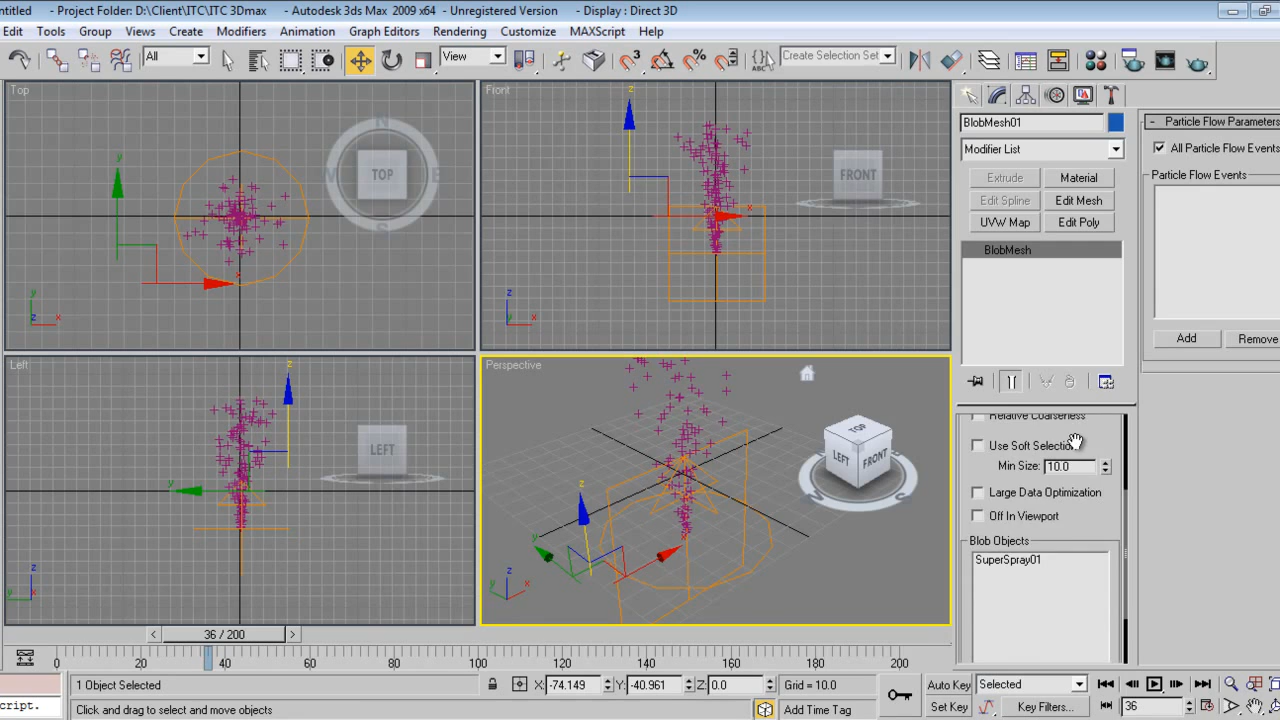 ntitled - Project Folder: D:\Client\ITC\ITC 3Dmax - Autodesk 3ds Max 2009 x64 - Unregistered Version - Display : Direct 3D
Edit Tools Group Views Create Modifiers Animation Graph Editors Rendering Customize MAXScript Help
All View Create Selection Set
Top
Front
N
TOP
FRONT
S
y
x
z
x
y
z
x
z
z
x
Left
Perspective
LEFT
TOP
LEFT
FRONT
z
y
x
z
y
z
x
36 / 200
0 20 40 60 80 100 120 140 160 180 200
BlobMesh01
Modifier List
Extrude Material
Edit Spline Edit Mesh
UVW Map Edit Poly
BlobMesh
Relative Coarseness
Use Soft Selection
Min Size: 10.0
Large Data Optimization
Off In Viewport
Blob Objects
SuperSpray01
- Particle Flow Parameters
All Particle Flow Events
Particle Flow Events
Add Remove
1 Object Selected X: -74.149 Y: -40.961 Z: 0.0 Grid = 10.0 Auto Key Selected
cript. Click and drag to select and move objects Add Time Tag Set Key Key Filters... 36